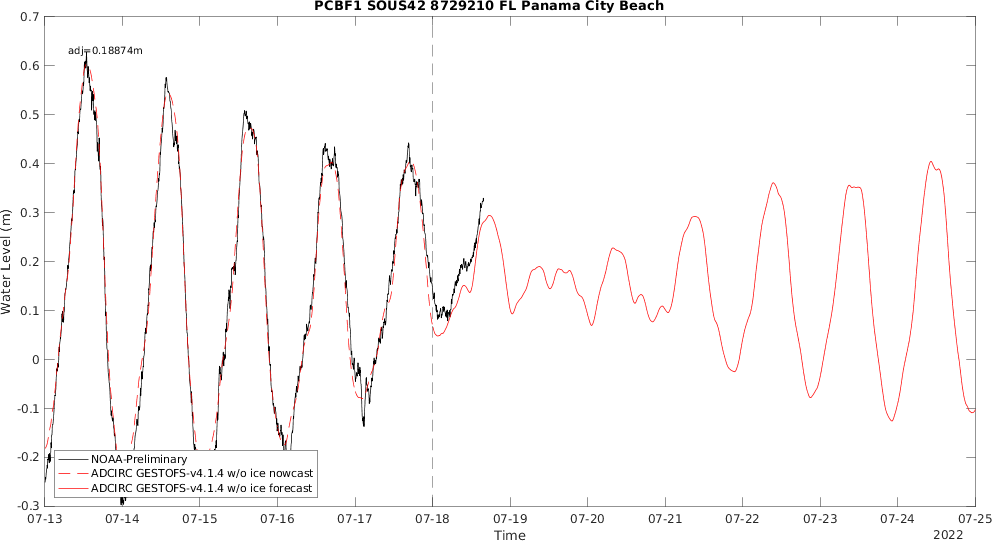 PCBF1 SOUS42 8729210 FL Panama City Beach
0.7
0.6
0.5
0.4
0.3
0.2
0.1
0
-0.1
-0.2
-0.3
Water Level (m)
adj=0.18874m
NOAA-Preliminary
ADCIRC GESTOFS-v4.1.4 w/o ice nowcast
ADCIRC GESTOFS-v4.1.4 w/o ice forecast
07-13 07-14 07-15 07-16 07-17 07-18 07-19 07-20 07-21 07-22 07-23 07-24 07-25
Time
2022